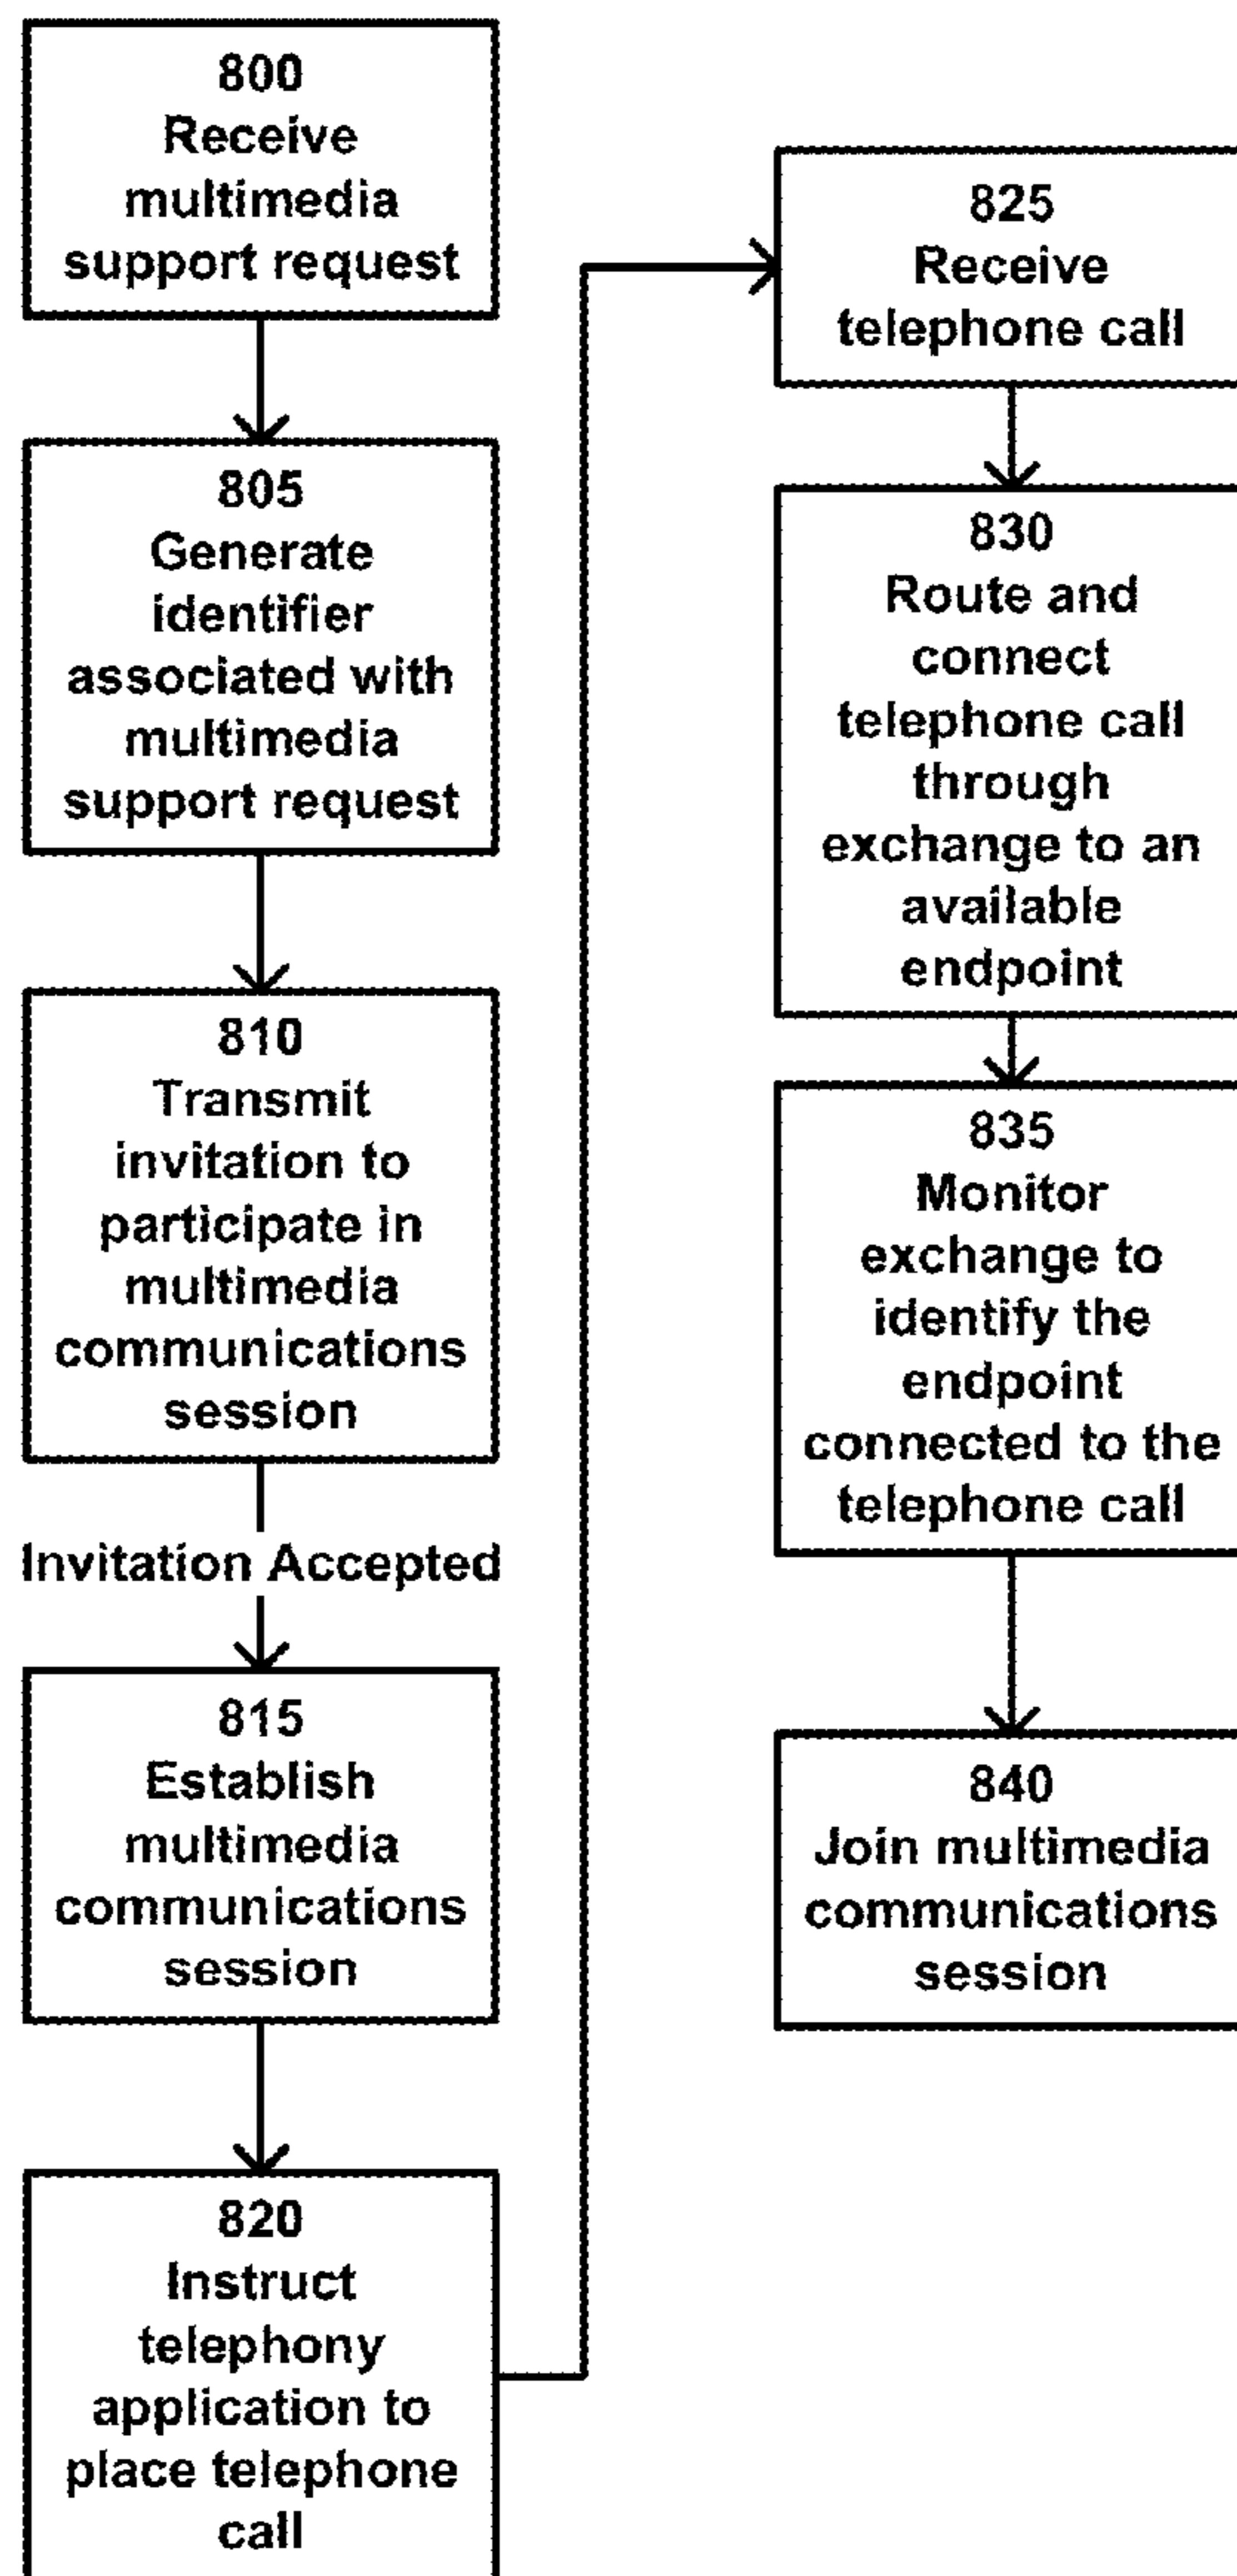 800
Receive
multimedia
support request
805
Generate
identifier
associated with
multimedia
support request
810
Transmit
invitation to
participate in
multimedia
communications
session
Invitation Accepted
815
Establish
multimedia
communications
session
820
Instruct
telephony
application to
place telephone
call
825
Receive
telephone call
830
Route and
connect
telephone call
through
exchange to an
available
endpoint
835
Monitor
exchange to
identify the
endpoint
connected to the
telephone call
840
Join multimedia
communications
session